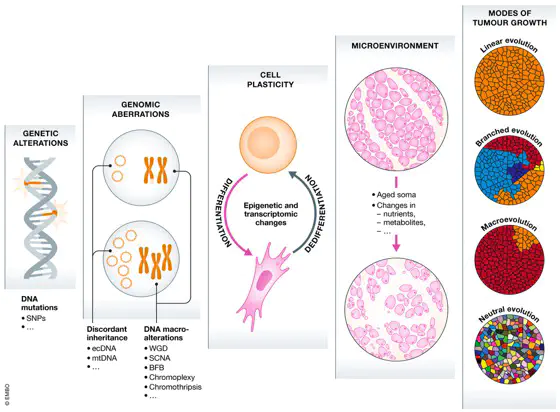 GENETIC
ALTERATIONS
DNA
mutations
• SNPs
• ...
GENOMIC
ABERRATIONS
Discordant
inheritance
• ecDNA
• mtDNA
• ...
DNA macro-
alterations
• WGD
• SCNA
• BFB
• Chromoplexy
• Chromothripsis
• ...
CELL
PLASTICITY
DIFFERENTIATION
Epigenetic and
transcriptomic
changes
DEDIFFERENTIATION
MICROENVIRONMENT
• Aged soma
• Changes in
– nutrients,
– metabolites,
– ...
MODES OF
TUMOUR GROWTH
Linear evolution
Branched evolution
Macroevolution
Neutral evolution
© EMBO